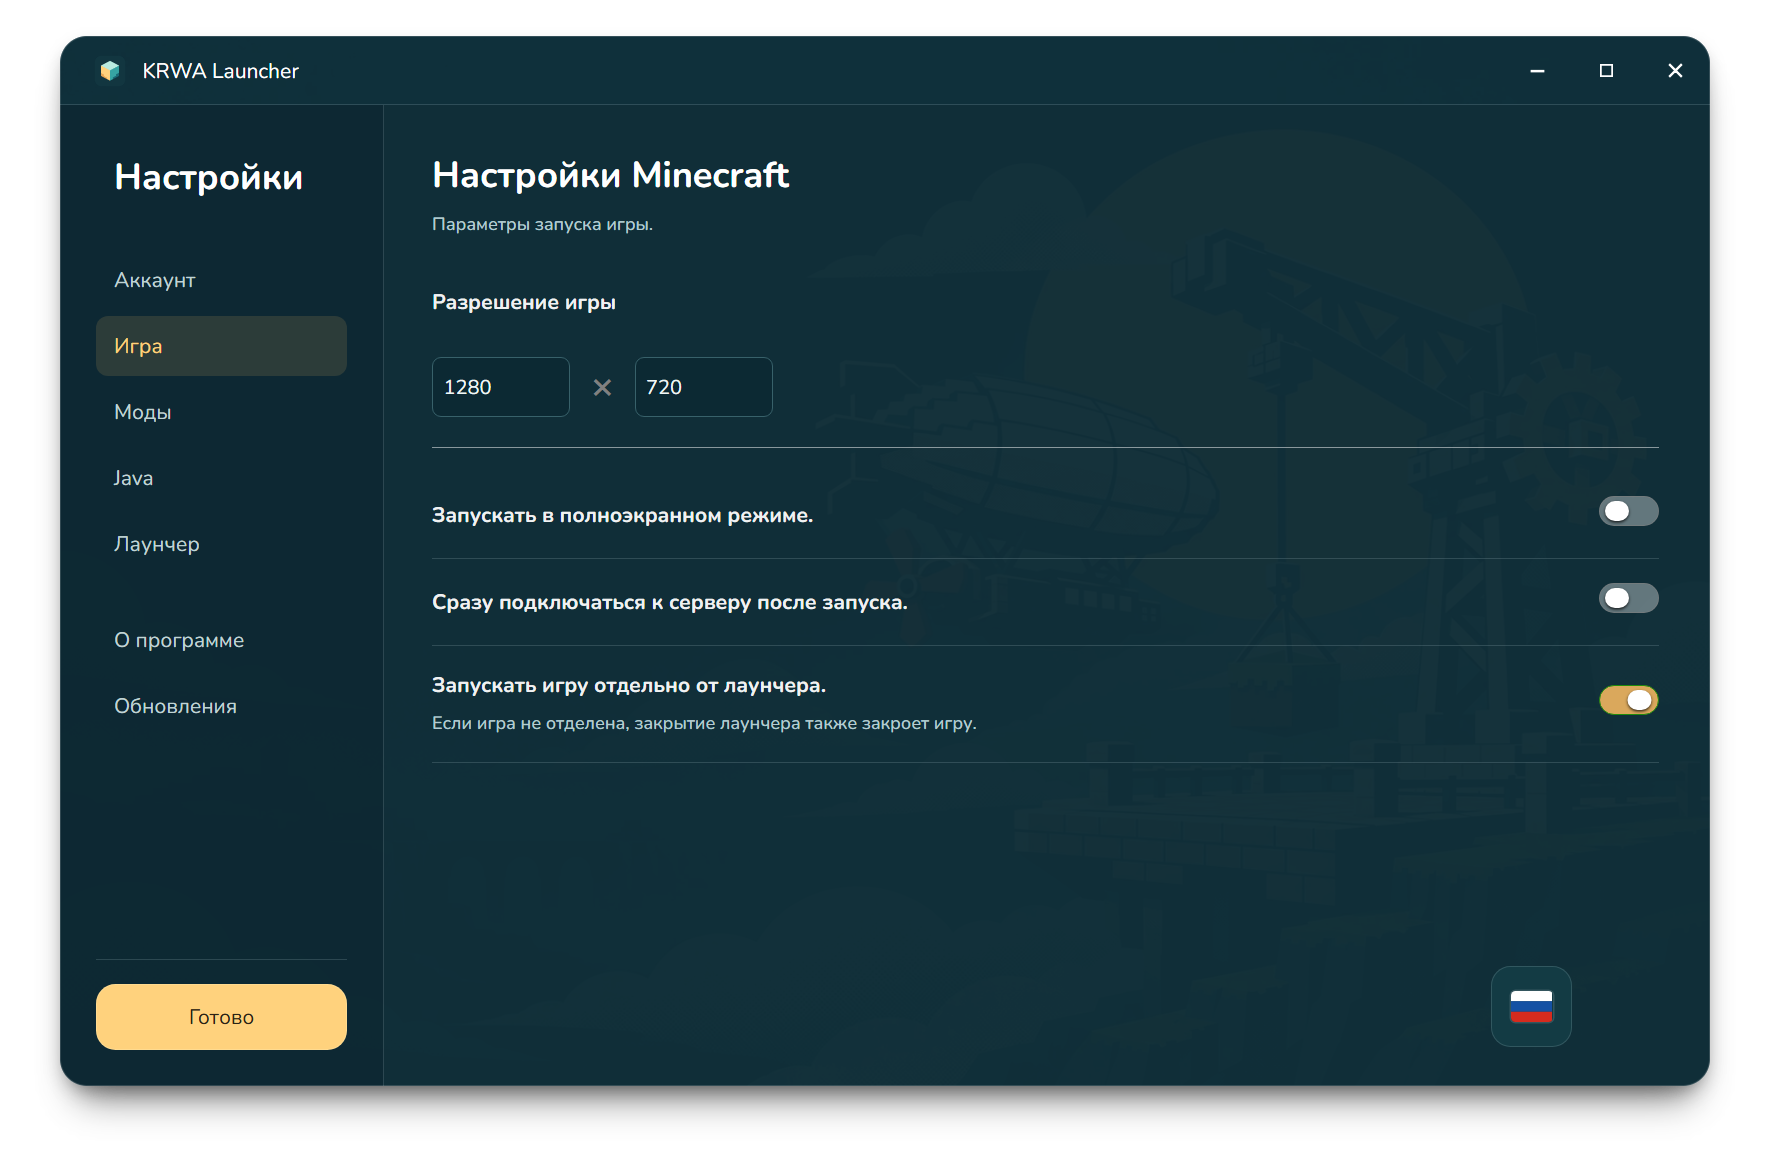 KRWA Launcher
Настройки
Аккаунт
Игра
Моды
Java
Лаунчер
О программе
Обновления
Готово
Настройки Minecraft
Параметры запуска игры.
Разрешение игры
1280 ✕ 720
Запускать в полноэкранном режиме.
Сразу подключаться к серверу после запуска.
Запускать игру отдельно от лаунчера.
Если игра не отделена, закрытие лаунчера также закроет игру.